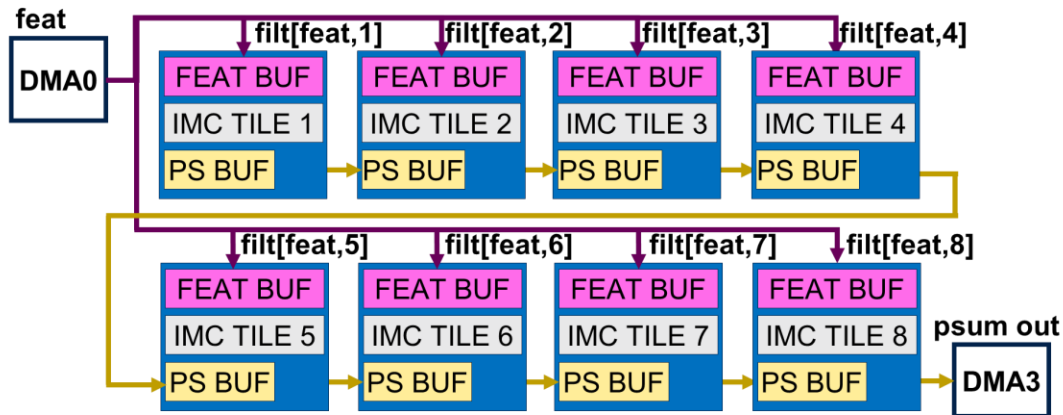 feat
DMA0
filt[feat,1] filt[feat,2] filt[feat,3] filt[feat,4]
FEAT BUF FEAT BUF FEAT BUF FEAT BUF
IMC TILE 1 IMC TILE 2 IMC TILE 3 IMC TILE 4
PS BUF PS BUF PS BUF PS BUF
filt[feat,5] filt[feat,6] filt[feat,7] filt[feat,8]
FEAT BUF FEAT BUF FEAT BUF FEAT BUF
IMC TILE 5 IMC TILE 6 IMC TILE 7 IMC TILE 8
PS BUF PS BUF PS BUF PS BUF
psum out
DMA3